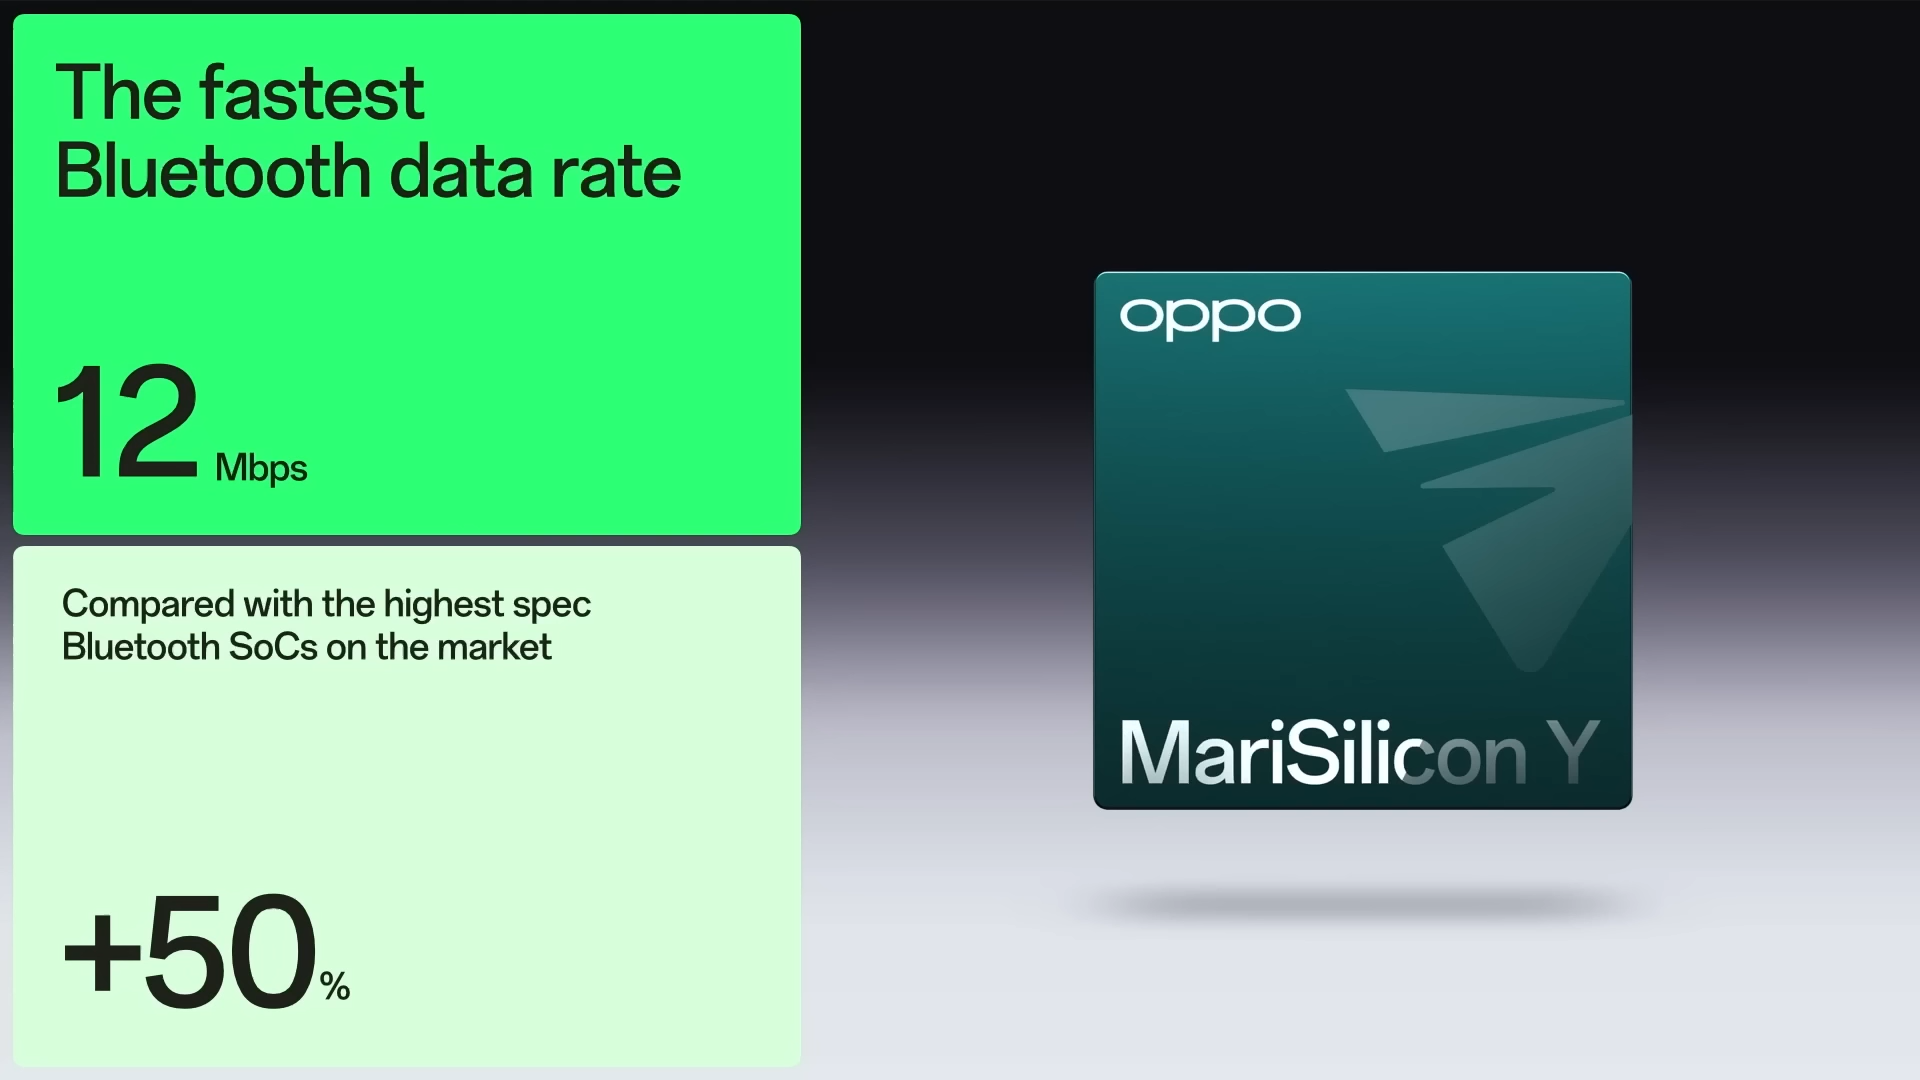 The fastest
Bluetooth data rate
12 Mbps
Compared with the highest spec
Bluetooth SoCs on the market
+50%
oppo
MariSilicon Y